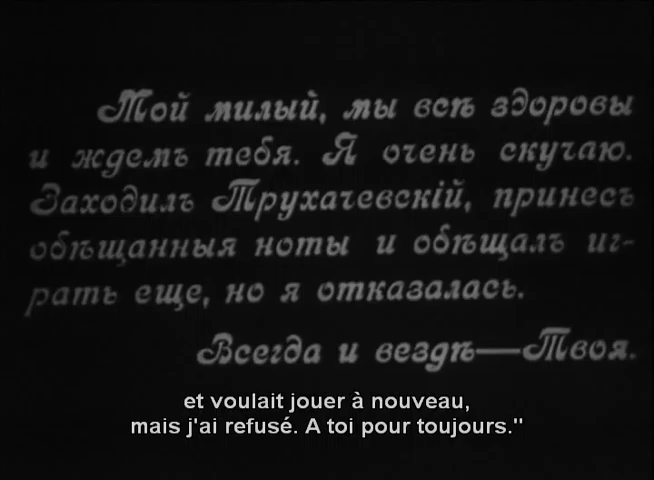 Мой милый, мы всѣ здоровы
и ждемъ тебя. Я очень скучаю.
Заходилъ Трухачевскій, принесъ
обѣщанныя ноты и обѣщалъ иг-
рать еще, но я отказалась.
Всегда и вездѣ—Твоя.
et voulait jouer à nouveau,
mais j'ai refusé. A toi pour toujours."